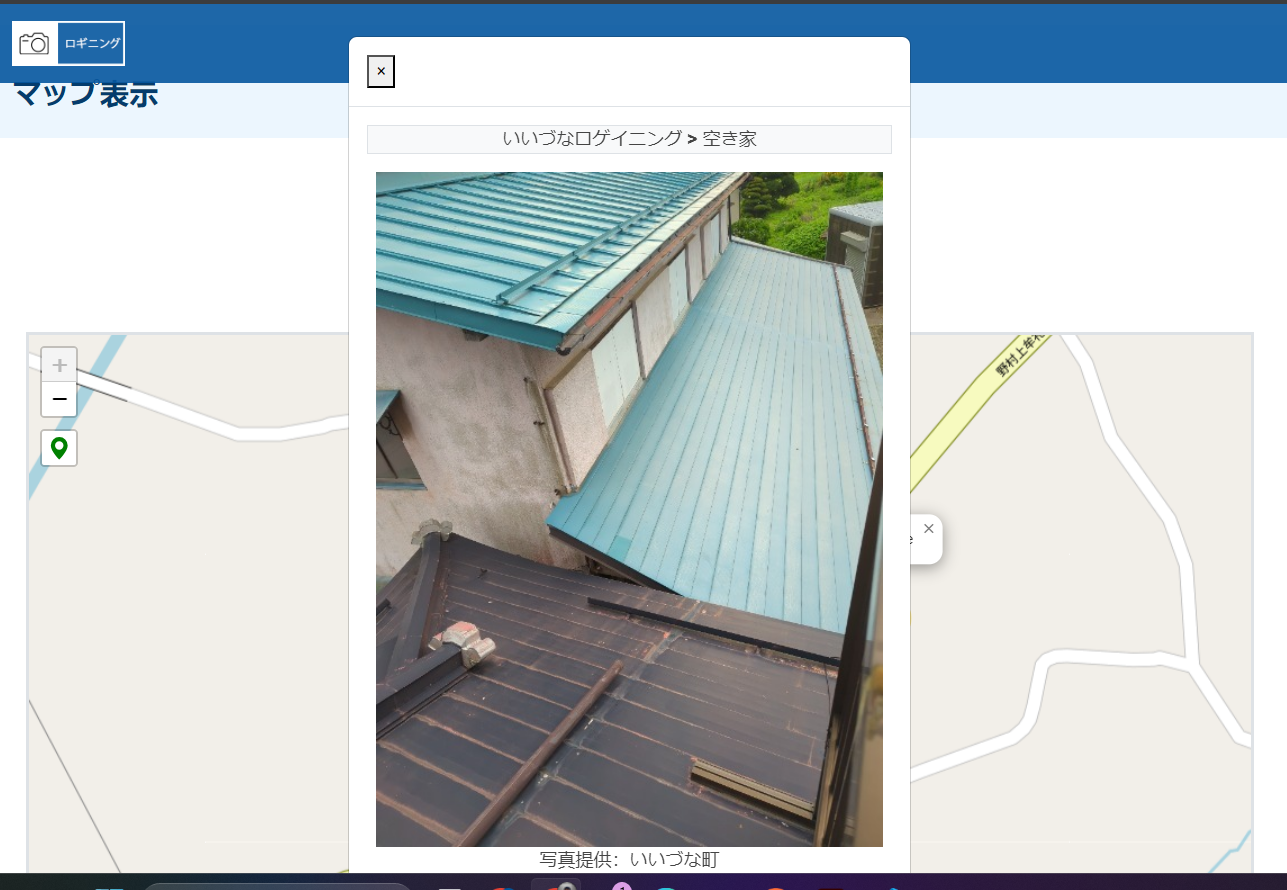 ロギニング
マップ表示
×
いいづなロゲイニング > 空き家
+
−
野村上牟礼
×
e
写真提供: いいづな町
1